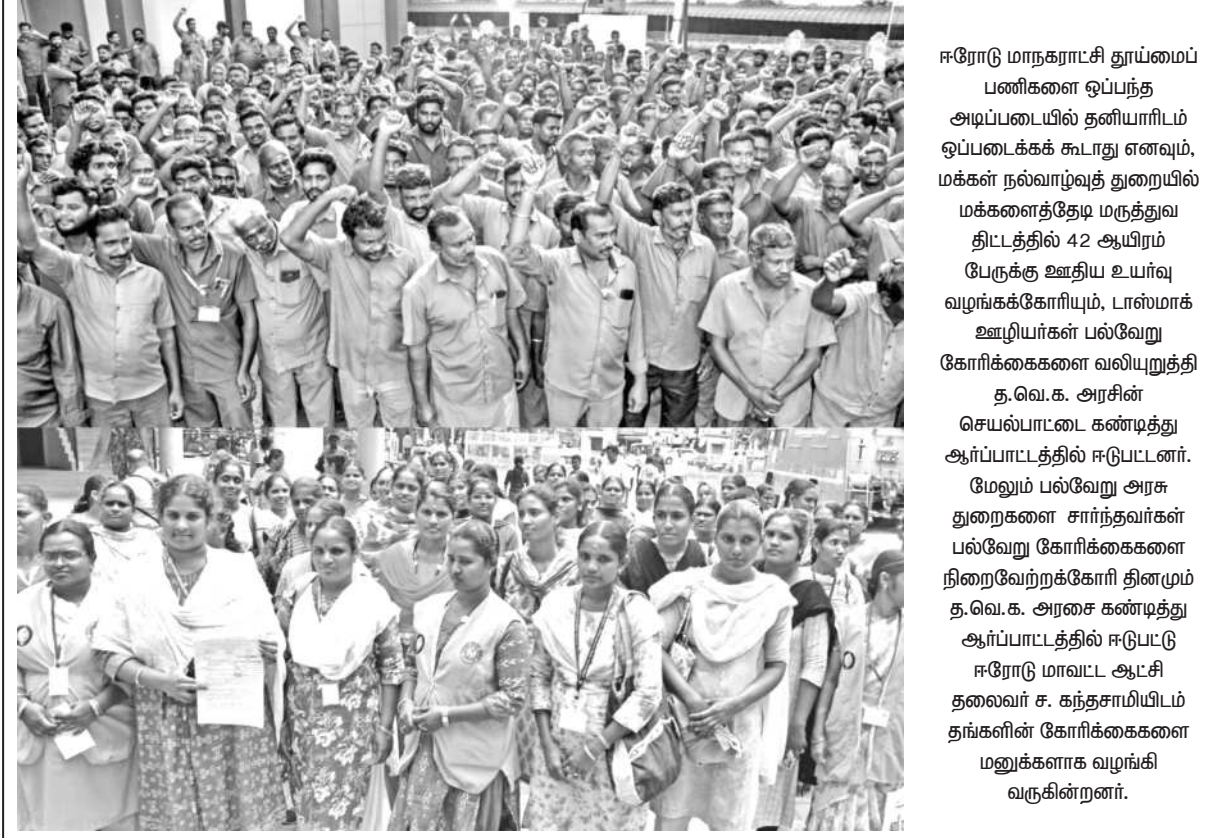 ஈரோடு மாநகராட்சி தூய்மைப்
பணிகளை ஒப்பந்த
அடிப்படையில் தனியாரிடம்
ஒப்படைக்கக் கூடாது எனவும்,
மக்கள் நல்வாழ்வுத் துறையில்
மக்களைத்தேடி மருத்துவ
திட்டத்தில் 42 ஆயிரம்
பேருக்கு ஊதிய உயர்வு
வழங்கக்கோரியும், டாஸ்மாக்
ஊழியர்கள் பல்வேறு
கோரிக்கைகளை வலியுறுத்தி
த.வெ.க. அரசின்
செயல்பாட்டை கண்டித்து
ஆர்ப்பாட்டத்தில் ஈடுபட்டனர்.
மேலும் பல்வேறு அரசு
துறைகளை சார்ந்தவர்கள்
பல்வேறு கோரிக்கைகளை
நிறைவேற்றக்கோரி தினமும்
த.வெ.க. அரசை கண்டித்து
ஆர்ப்பாட்டத்தில் ஈடுபட்டு
ஈரோடு மாவட்ட ஆட்சி
தலைவர் ச. கந்தசாமியிடம்
தங்களின் கோரிக்கைகளை
மனுக்களாக வழங்கி
வருகின்றனர்.